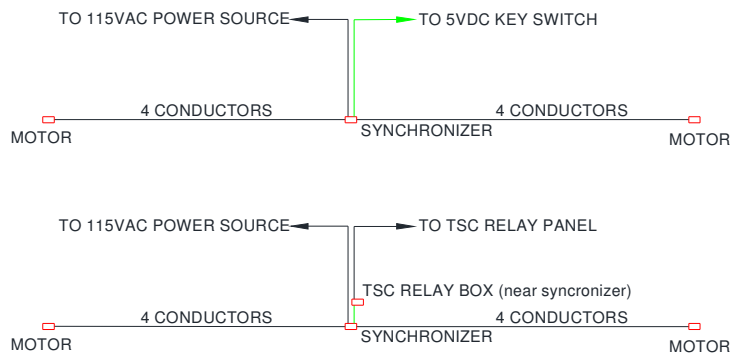 TO 115VAC POWER SOURCE
TO 5VDC KEY SWITCH
4 CONDUCTORS
4 CONDUCTORS
MOTOR
SYNCHRONIZER
MOTOR
TO 115VAC POWER SOURCE
TO TSC RELAY PANEL
TSC RELAY BOX (near syncronizer)
4 CONDUCTORS
4 CONDUCTORS
MOTOR
SYNCHRONIZER
MOTOR